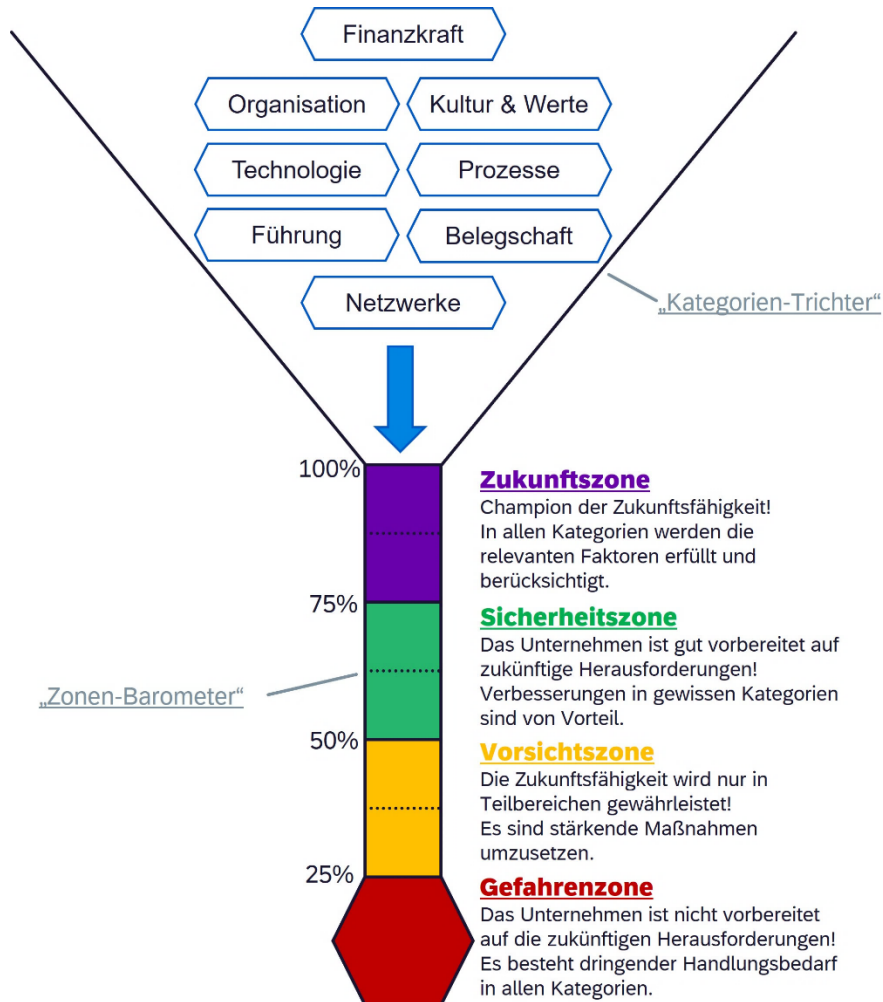 Finanzkraft
Organisation
Kultur & Werte
Technologie
Prozesse
Führung
Belegschaft
Netzwerke
„Kategorien-Trichter“
100%
Zukunftszone
Champion der Zukunftsfähigkeit!
In allen Kategorien werden die
relevanten Faktoren erfüllt und
berücksichtigt.
75%
Sicherheitszone
Das Unternehmen ist gut vorbereitet auf
zukünftige Herausforderungen!
Verbesserungen in gewissen Kategorien
sind von Vorteil.
„Zonen-Barometer“
50%
Vorsichtszone
Die Zukunftsfähigkeit wird nur in
Teilbereichen gewährleistet!
Es sind stärkende Maßnahmen
umzusetzen.
25%
Gefahrenzone
Das Unternehmen ist nicht vorbereitet
auf die zukünftigen Herausforderungen!
Es besteht dringender Handlungsbedarf
in allen Kategorien.